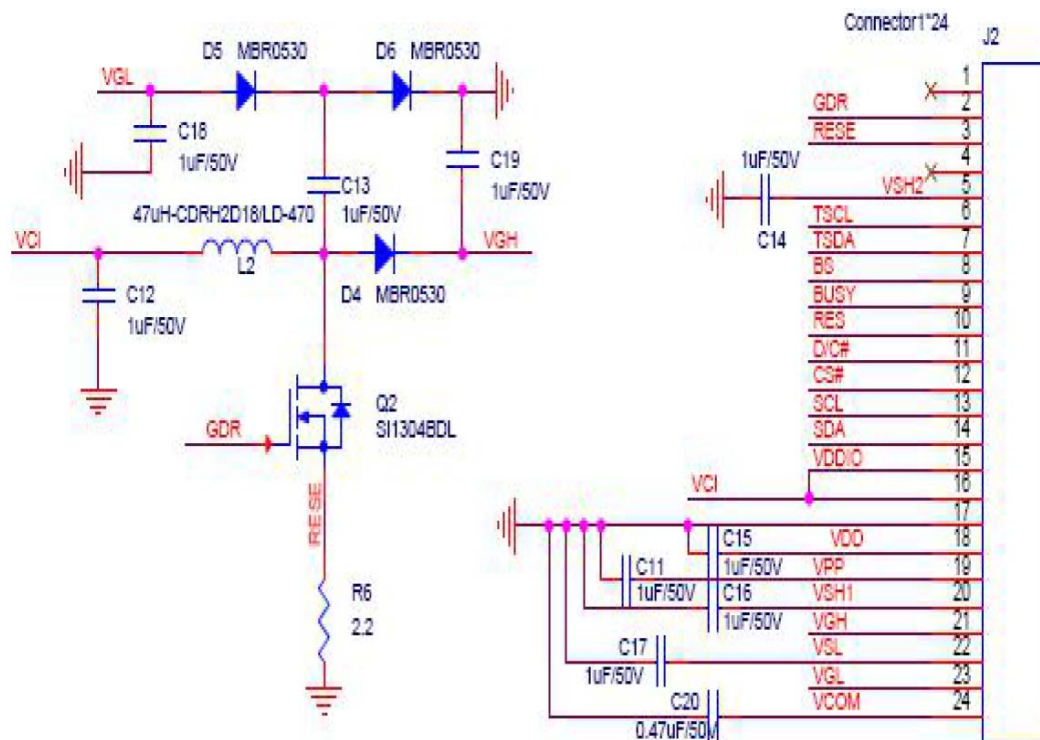 Connector1*24
J2
D5 MBR0530
D6 MBR0530
VGL
C18
1uF/50V
C19
1uF/50V
C13
1uF/50V
47uH-CDRH2D18/LD-470
VCI
L2
VGH
C12
1uF/50V
D4 MBR0530
Q2
SI1304BDL
GDR
RESE
R6
2.2
1
GDR 2
RESE 3
4
1uF/50V
VSH2 5
C14
TSCL 6
TSDA 7
BS 8
BUSY 9
RES 10
D/C# 11
CS# 12
SCL 13
SDA 14
VDDIO 15
VCI 16
17
C15 VDD 18
1uF/50V
C11 VPP 19
1uF/50V
C16 VSH1 20
1uF/50V
VGH 21
C17 VSL 22
1uF/50V
VGL 23
C20 VCOM 24
0.47uF/50V